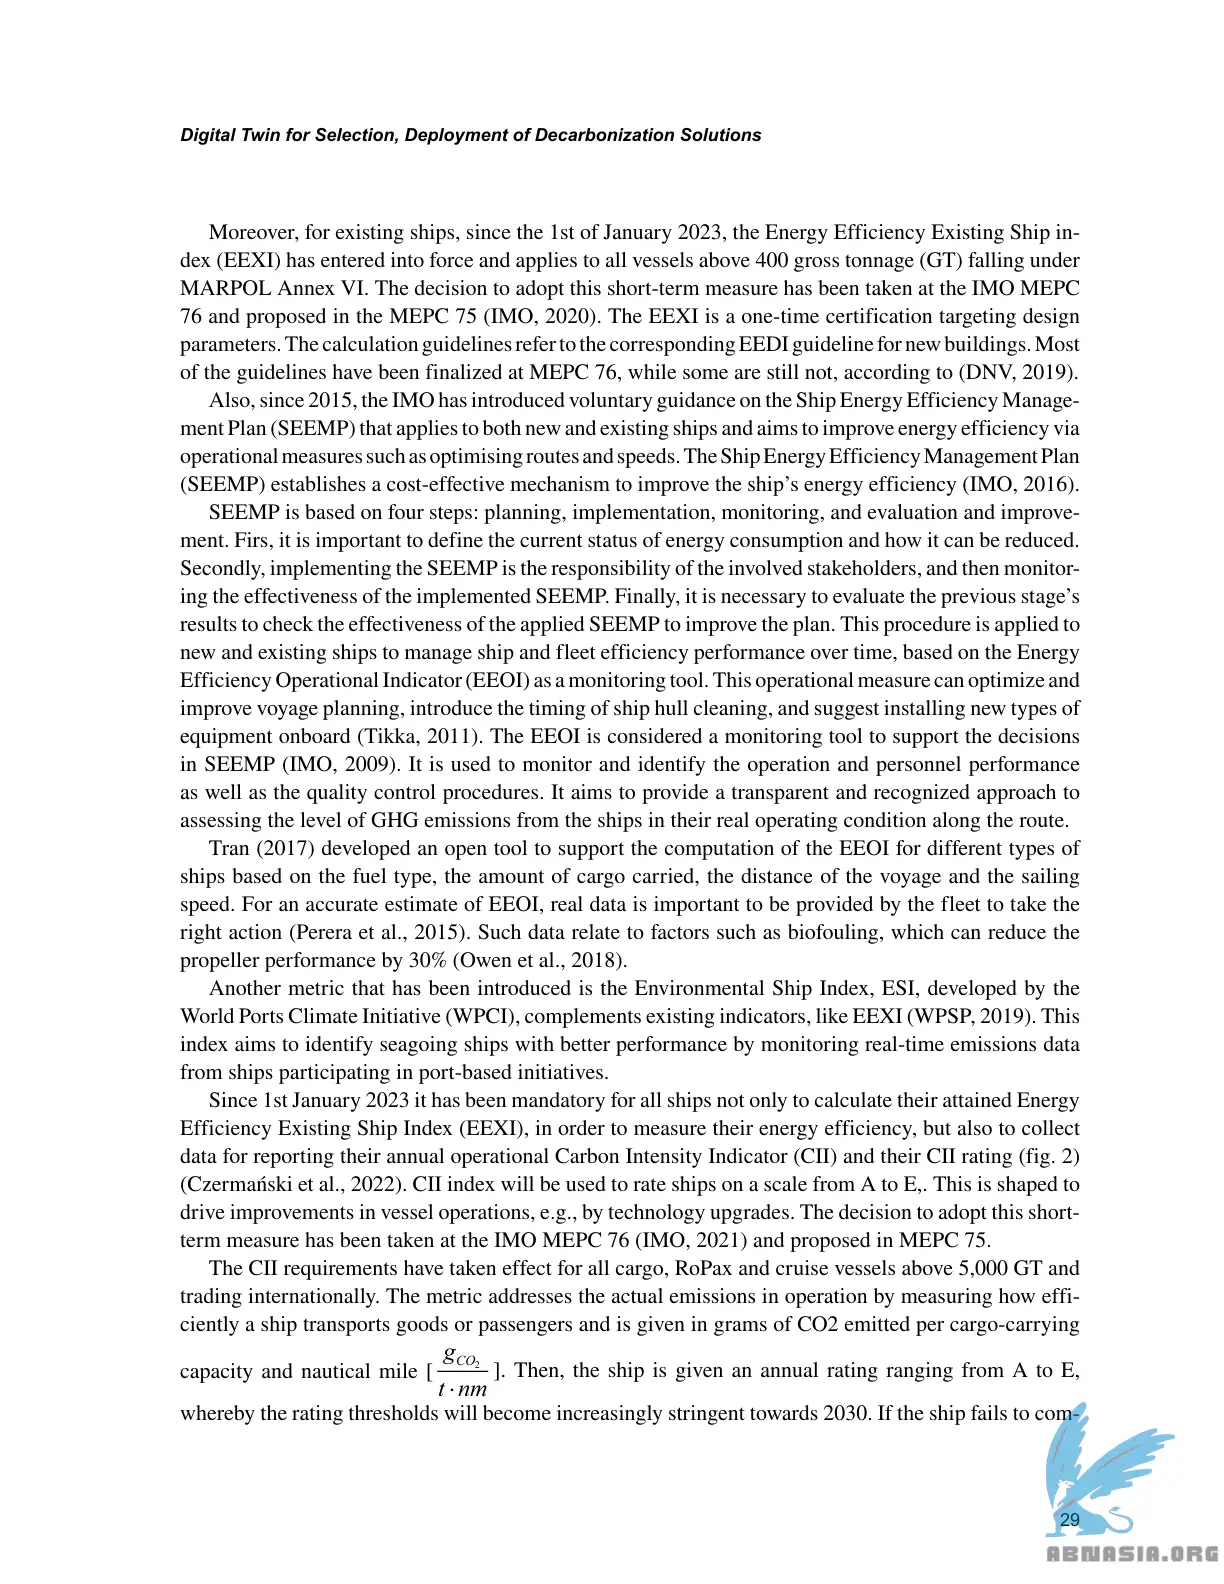 Digital Twin for Selection, Deployment of Decarbonization Solutions
Moreover, for existing ships, since the 1st of January 2023, the Energy Efficiency Existing Ship in-
dex (EEXI) has entered into force and applies to all vessels above 400 gross tonnage (GT) falling under
MARPOL Annex VI. The decision to adopt this short-term measure has been taken at the IMO MEPC
76 and proposed in the MEPC 75 (IMO, 2020). The EEXI is a one-time certification targeting design
parameters. The calculation guidelines refer to the corresponding EEDI guideline for new buildings. Most
of the guidelines have been finalized at MEPC 76, while some are still not, according to (DNV, 2019).
Also, since 2015, the IMO has introduced voluntary guidance on the Ship Energy Efficiency Manage-
ment Plan (SEEMP) that applies to both new and existing ships and aims to improve energy efficiency via
operational measures such as optimising routes and speeds. The Ship Energy Efficiency Management Plan
(SEEMP) establishes a cost-effective mechanism to improve the ship’s energy efficiency (IMO, 2016).
SEEMP is based on four steps: planning, implementation, monitoring, and evaluation and improve-
ment. Firs, it is important to define the current status of energy consumption and how it can be reduced.
Secondly, implementing the SEEMP is the responsibility of the involved stakeholders, and then monitor-
ing the effectiveness of the implemented SEEMP. Finally, it is necessary to evaluate the previous stage’s
results to check the effectiveness of the applied SEEMP to improve the plan. This procedure is applied to
new and existing ships to manage ship and fleet efficiency performance over time, based on the Energy
Efficiency Operational Indicator (EEOI) as a monitoring tool. This operational measure can optimize and
improve voyage planning, introduce the timing of ship hull cleaning, and suggest installing new types of
equipment onboard (Tikka, 2011). The EEOI is considered a monitoring tool to support the decisions
in SEEMP (IMO, 2009). It is used to monitor and identify the operation and personnel performance
as well as the quality control procedures. It aims to provide a transparent and recognized approach to
assessing the level of GHG emissions from the ships in their real operating condition along the route.
Tran (2017) developed an open tool to support the computation of the EEOI for different types of
ships based on the fuel type, the amount of cargo carried, the distance of the voyage and the sailing
speed. For an accurate estimate of EEOI, real data is important to be provided by the fleet to take the
right action (Perera et al., 2015). Such data relate to factors such as biofouling, which can reduce the
propeller performance by 30% (Owen et al., 2018).
Another metric that has been introduced is the Environmental Ship Index, ESI, developed by the
World Ports Climate Initiative (WPCI), complements existing indicators, like EEXI (WPSP, 2019). This
index aims to identify seagoing ships with better performance by monitoring real-time emissions data
from ships participating in port-based initiatives.
Since 1st January 2023 it has been mandatory for all ships not only to calculate their attained Energy
Efficiency Existing Ship Index (EEXI), in order to measure their energy efficiency, but also to collect
data for reporting their annual operational Carbon Intensity Indicator (CII) and their CII rating (fig. 2)
(Czermański et al., 2022). CII index will be used to rate ships on a scale from A to E,. This is shaped to
drive improvements in vessel operations, e.g., by technology upgrades. The decision to adopt this short-
term measure has been taken at the IMO MEPC 76 (IMO, 2021) and proposed in MEPC 75.
The CII requirements have taken effect for all cargo, RoPax and cruise vessels above 5,000 GT and
trading internationally. The metric addresses the actual emissions in operation by measuring how effi-
ciently a ship transports goods or passengers and is given in grams of CO2 emitted per cargo-carrying
capacity and nautical mile [ g_CO₂ / t · nm ]. Then, the ship is given an annual rating ranging from A to E,
whereby the rating thresholds will become increasingly stringent towards 2030. If the ship fails to com-
29
ABNASIA.ORG